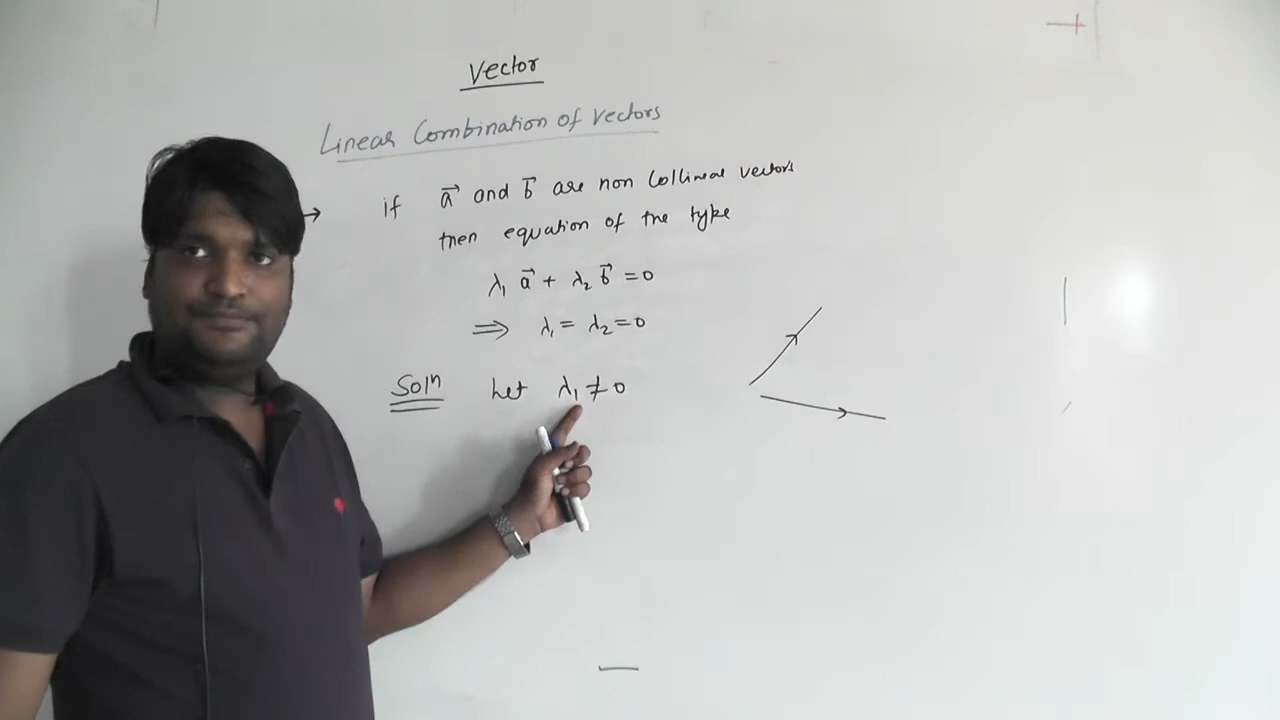 Vector
Linear Combination of vectors
→ if a⃗ and b⃗ are non Collinear vectors
then equation of the type
λ₁ a⃗ + λ₂ b⃗ = 0
⟹ λ₁ = λ₂ = 0
Solⁿ Let λ₁ ≠ 0